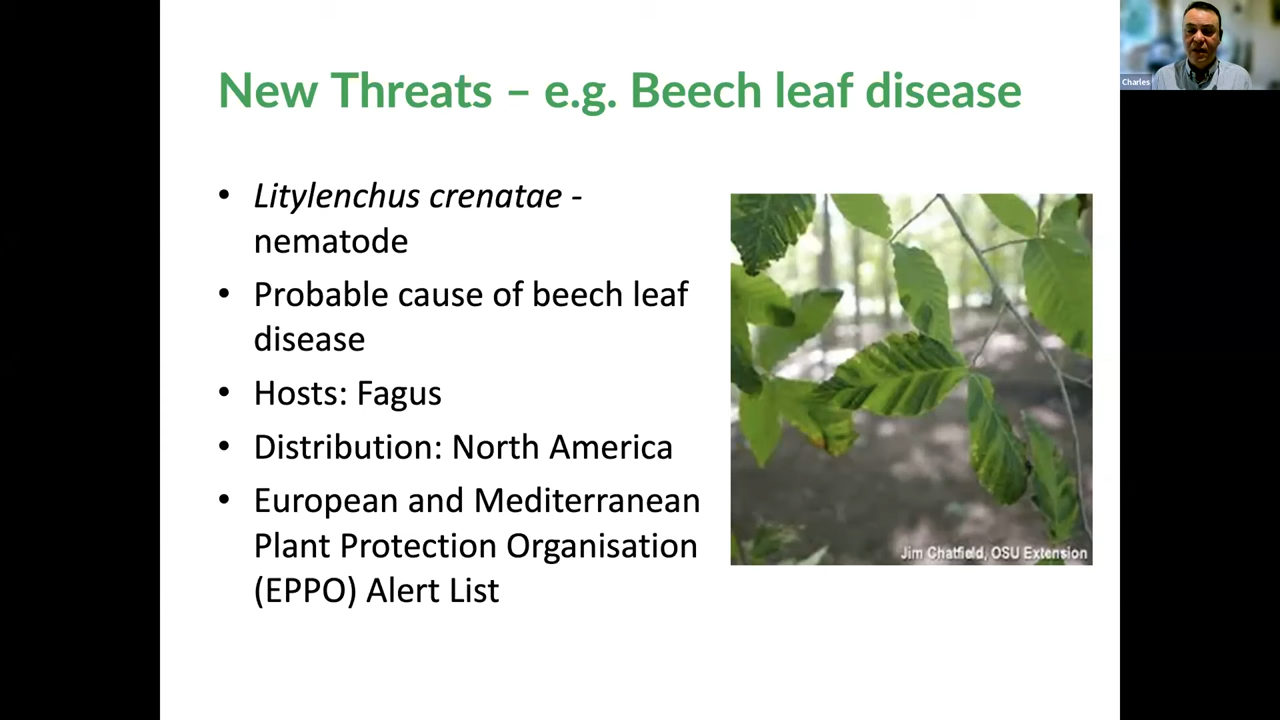 New Threats – e.g. Beech leaf disease
• Litylenchus crenatae -
nematode
• Probable cause of beech leaf
disease
• Hosts: Fagus
• Distribution: North America
• European and Mediterranean
Plant Protection Organisation
(EPPO) Alert List
Jim Chatfield, OSU Extension
Charles